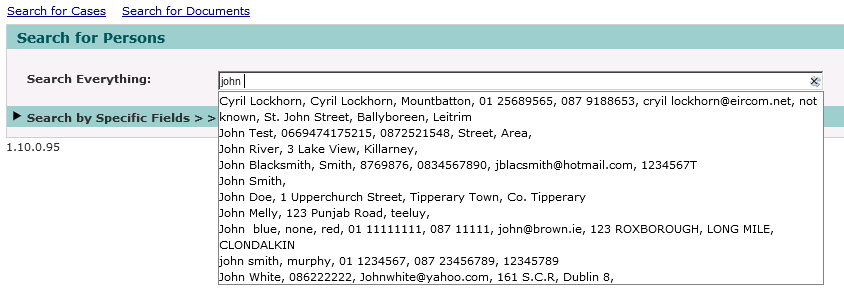 Search for Cases Search for Documents
Search for Persons
Search Everything:
john
Cyril Lockhorn, Cyril Lockhorn, Mountbatton, 01 25689565, 087 9188653, cryil lockhorn@eircom.net, not
known, St. John Street, Ballyboreen, Leitrim
John Test, 0669474175215, 0872521548, Street, Area,
John River, 3 Lake View, Killarney,
John Blacksmith, Smith, 8769876, 0834567890, jblacsmith@hotmail.com, 1234567T
John Smith,
John Doe, 1 Upperchurch Street, Tipperary Town, Co. Tipperary
John Melly, 123 Punjab Road, teeluy,
John  blue, none, red, 01 11111111, 087 11111, john@brown.ie, 123 ROXBOROUGH, LONG MILE,
CLONDALKIN
john smith, murphy, 01 1234567, 087 23456789, 12345789
John White, 086222222, Johnwhite@yahoo.com, 161 S.C.R, Dublin 8,
Search by Specific Fields > >
1.10.0.95